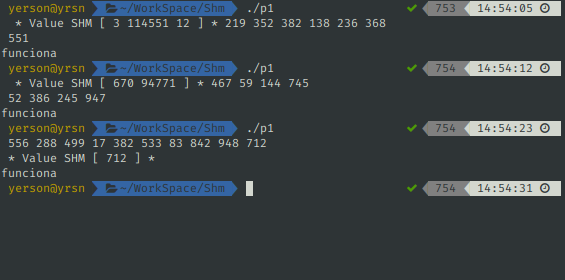 yerson@yrsn ~/WorkSpace/Shm ./p1 ✔ 753 14:54:05
* Value SHM [ 3 114551 12 ] * 219 352 382 138 236 368
551
funciona
yerson@yrsn ~/WorkSpace/Shm ./p1 ✔ 754 14:54:12
* Value SHM [ 670 94771 ] * 467 59 144 745
52 386 245 947
funciona
yerson@yrsn ~/WorkSpace/Shm ./p1 ✔ 754 14:54:23
556 288 499 17 382 533 83 842 948 712
* Value SHM [ 712 ] *
funciona
yerson@yrsn ~/WorkSpace/Shm ✔ 754 14:54:31